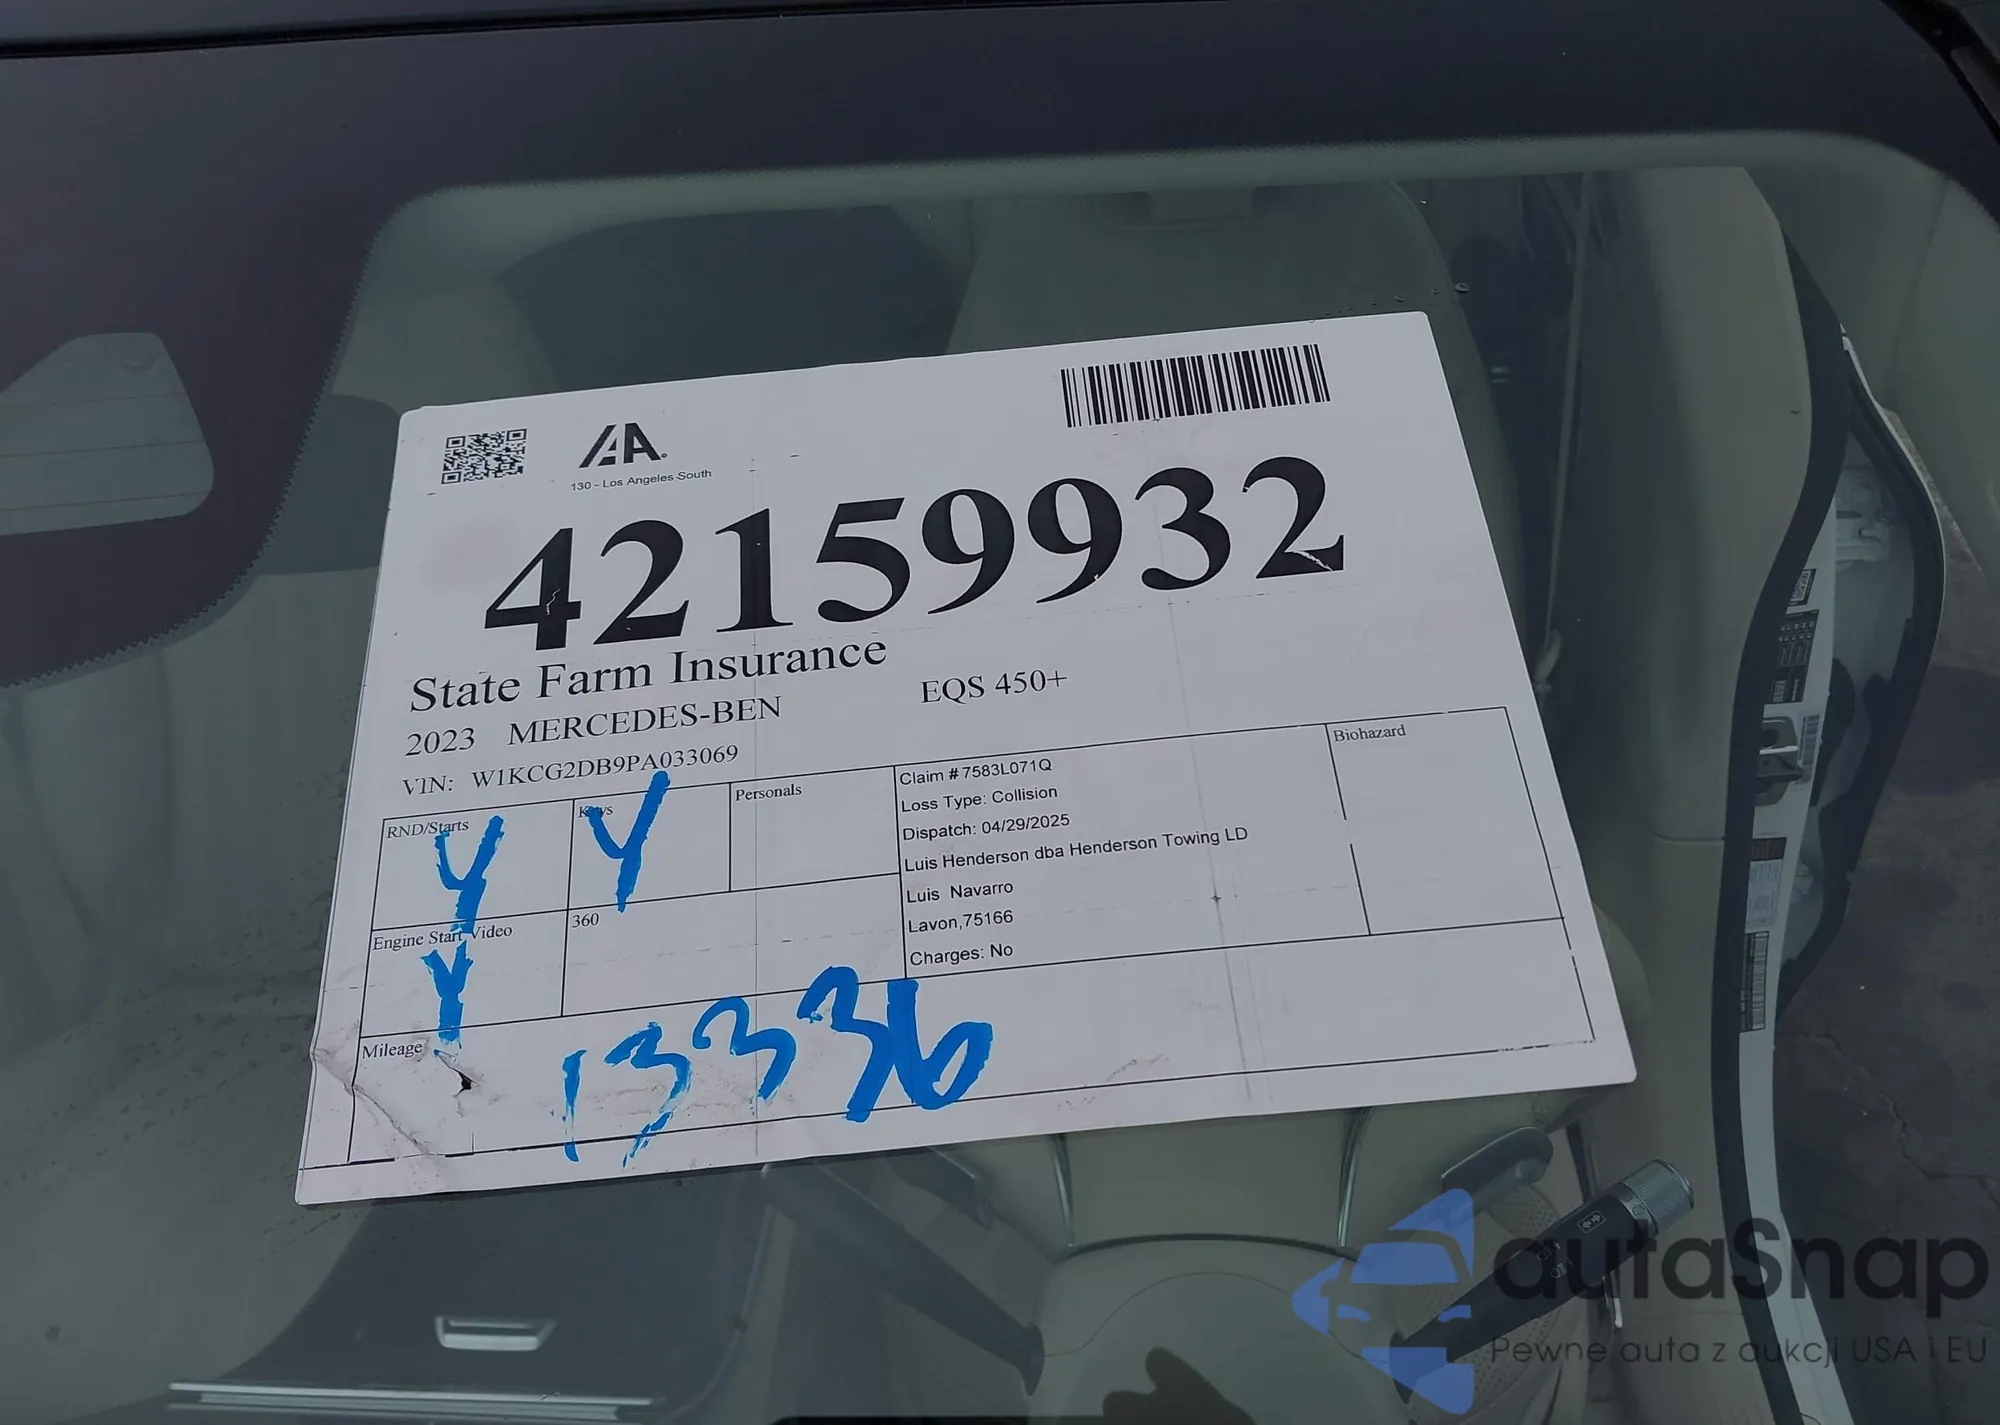 IAA
130 - Los Angeles South
42159932
State Farm Insurance
2023 MERCEDES-BEN EQS 450+
VIN: W1KCG2DB9PA033069
RND/Starts
Y
Keys
Y
Personals
Engine Start Video
Y
360
Claim # 7583L071Q
Loss Type: Collision
Dispatch: 04/29/2025
Luis Henderson dba Henderson Towing LD
Luis Navarro
Lavon,75166
Charges: No
Biohazard
Mileage
13336
autaSnap
Pewne auta z aukcji USA i EU